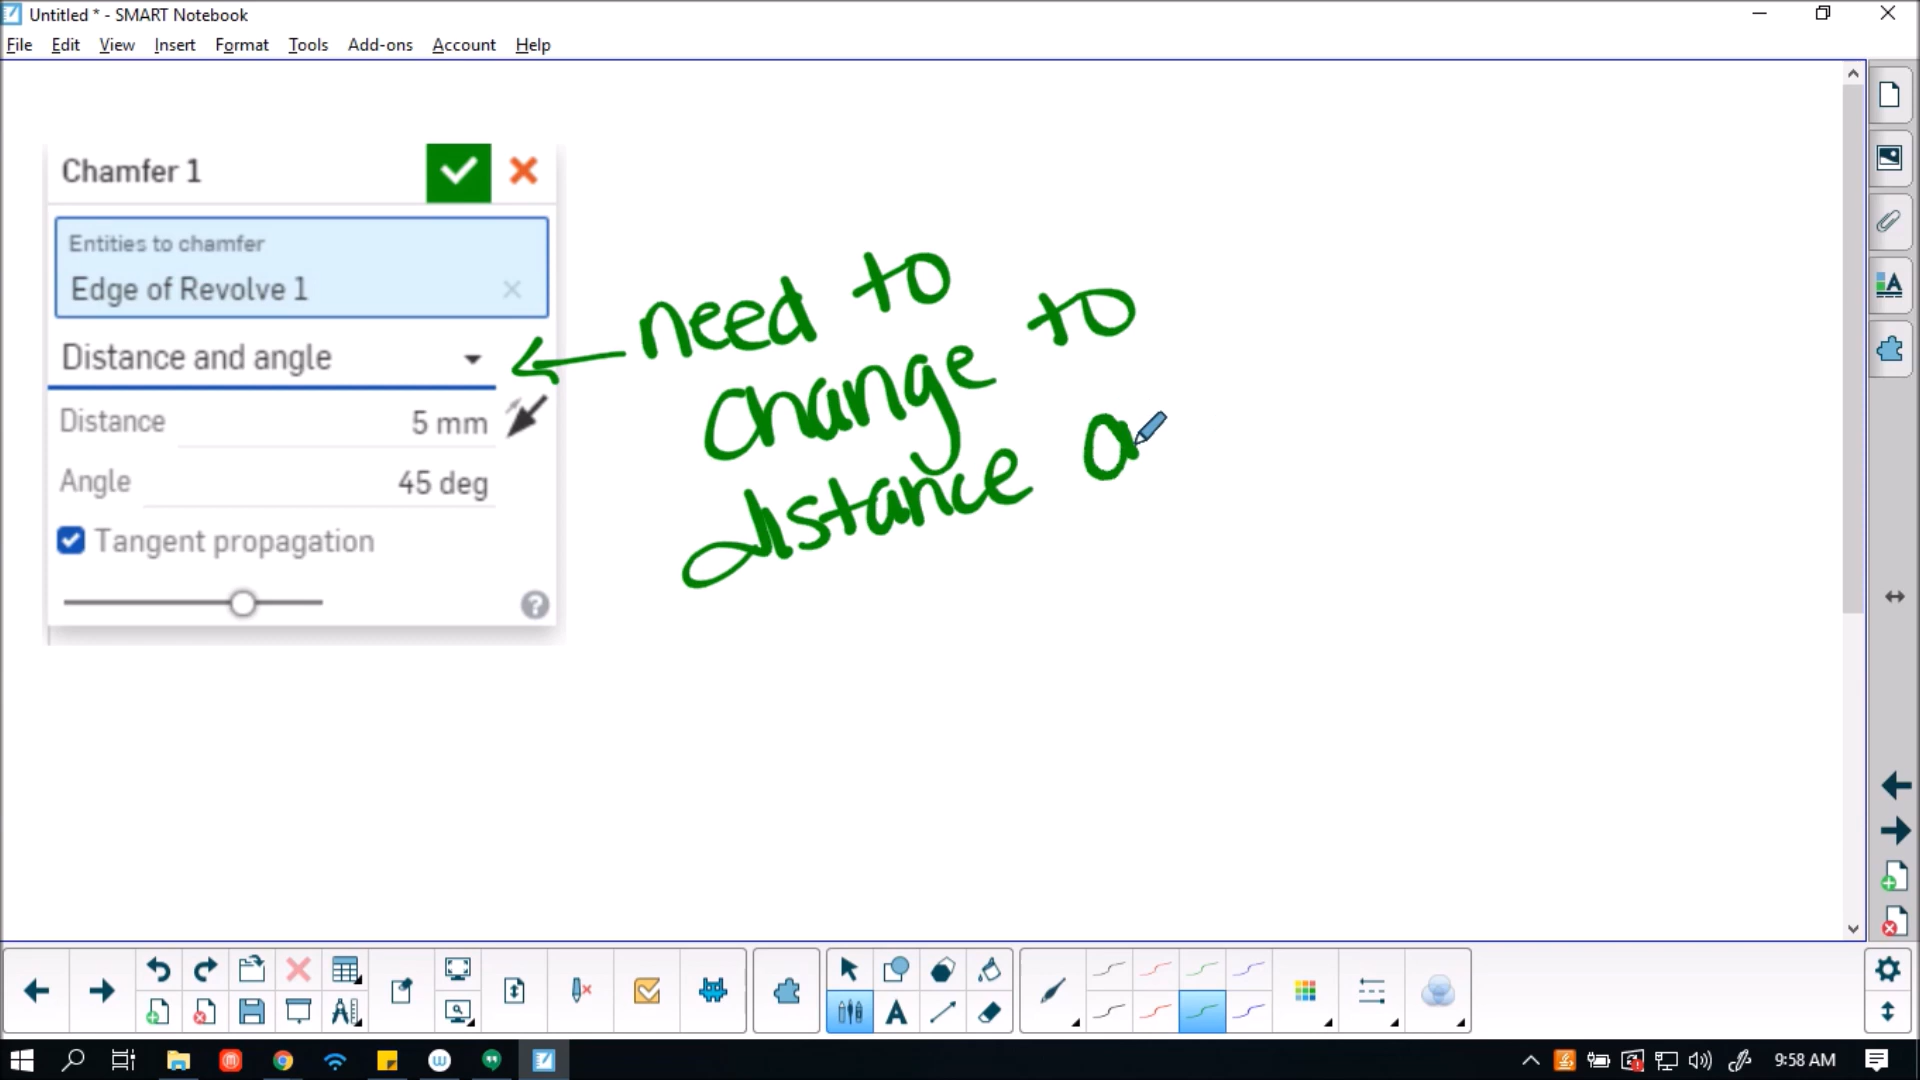 Untitled * - SMART Notebook
File Edit View Insert Format Tools Add-ons Account Help
Chamfer 1
Entities to chamfer
Edge of Revolve 1
Distance and angle
Distance 5 mm
Angle 45 deg
Tangent propagation
need to
change to
distance a
9:58 AM